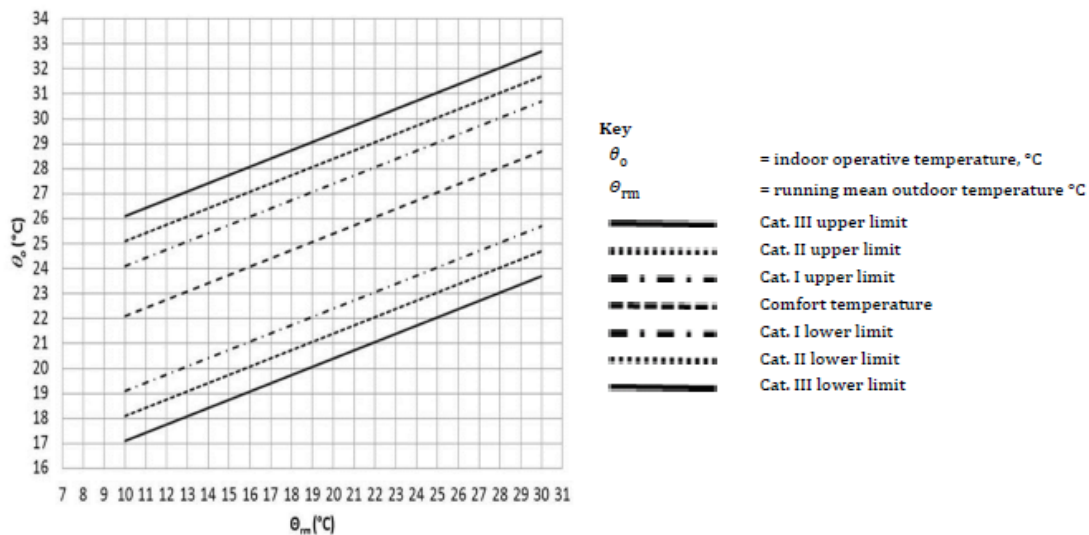 34
33
32
31
30
29
28
27
26
25
24
23
22
21
20
19
18
17
16
Θo (°C)
7 8 9 10 11 12 13 14 15 16 17 18 19 20 21 22 23 24 25 26 27 28 29 30 31
Θrm (°C)
Key
θo = indoor operative temperature, °C
Θrm = running mean outdoor temperature °C
Cat. III upper limit
Cat. II upper limit
Cat. I upper limit
Comfort temperature
Cat. I lower limit
Cat. II lower limit
Cat. III lower limit